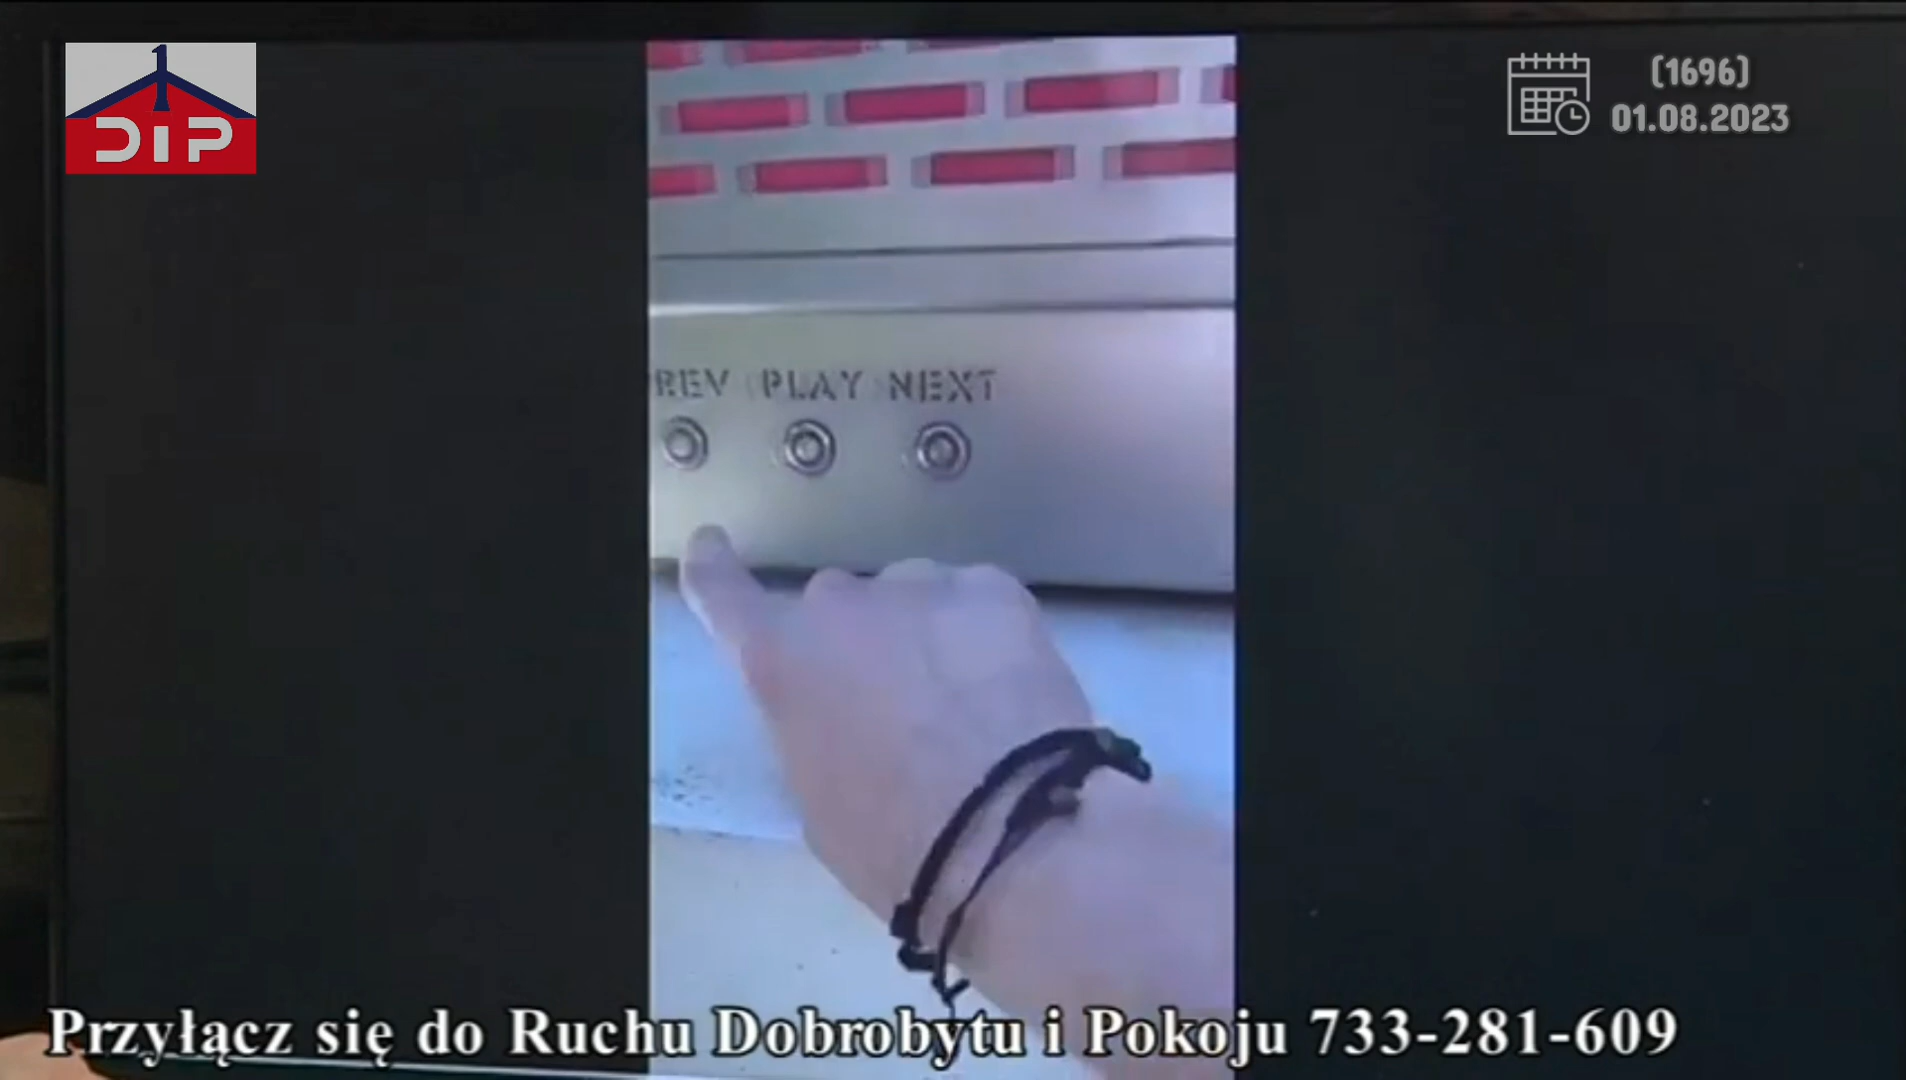 DiP
(1696)
01.08.2023
REV PLAY NEXT
Przyłącz się do Ruchu Dobrobytu i Pokoju 733-281-609